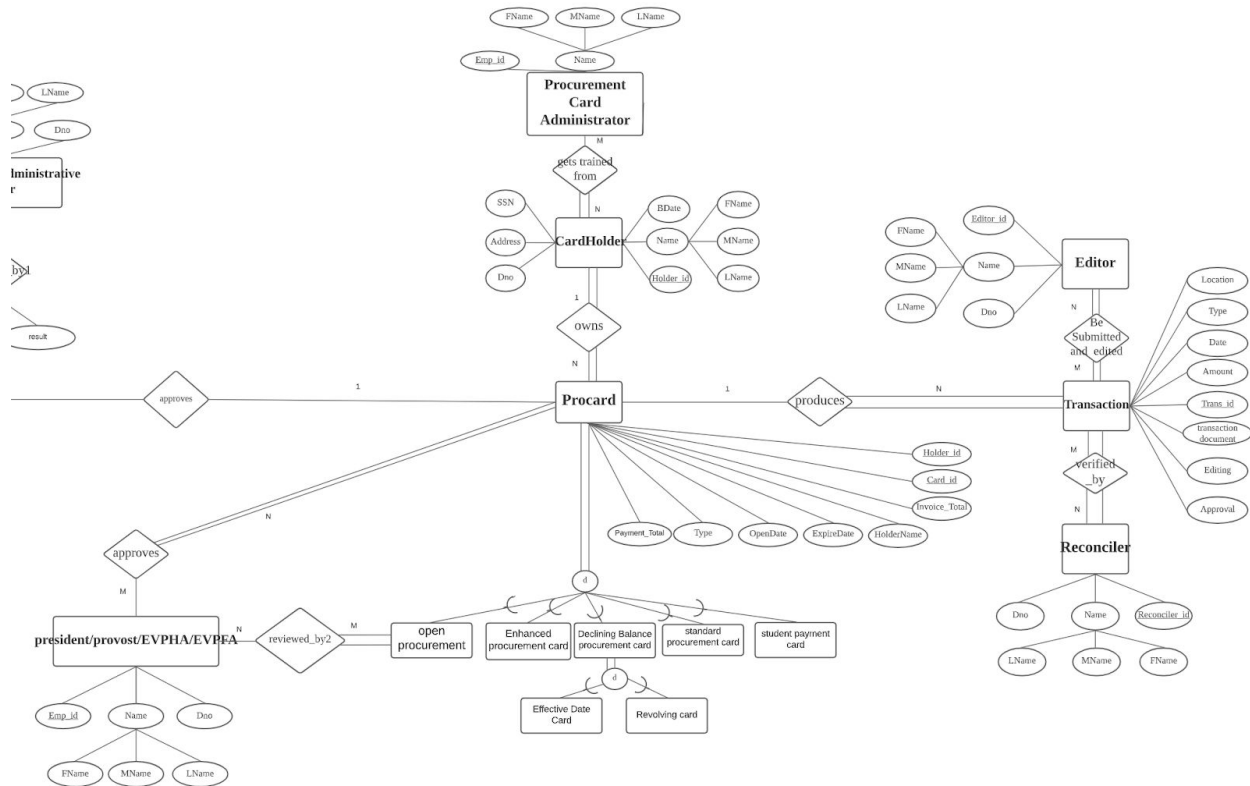 FName
MName
LName
Emp_id
Name
Procurement
Card
Administrator
M
gets trained
from
N
LName
Dno
r
_by1
result
SSN
Address
Dno
CardHolder
BDate
Name
Holder_id
FName
MName
LName
1
owns
N
Editor_id
FName
MName
LName
Name
Dno
Editor
N
Be
Submitted
and_edited
M
Location
Type
Date
Amount
Trans_id
transaction
document
Editing
Approval
approves
1
Procard
1
produces
N
Transaction
M
verified
_by
N
Reconciler
Dno
Name
Reconciler_id
LName
MName
FName
Holder_id
Card_id
Invoice_Total
Payment_Total
Type
OpenDate
ExpireDate
HolderName
N
approves
M
president/provost/EVPHA/EVPFA
N
reviewed_by2
M
d
open
procurement
Enhanced
procurement card
Declining Balance
procurement card
standard
procurement card
student payment
card
d
Effective Date
Card
Revolving card
Emp_id
Name
Dno
FName
MName
LName